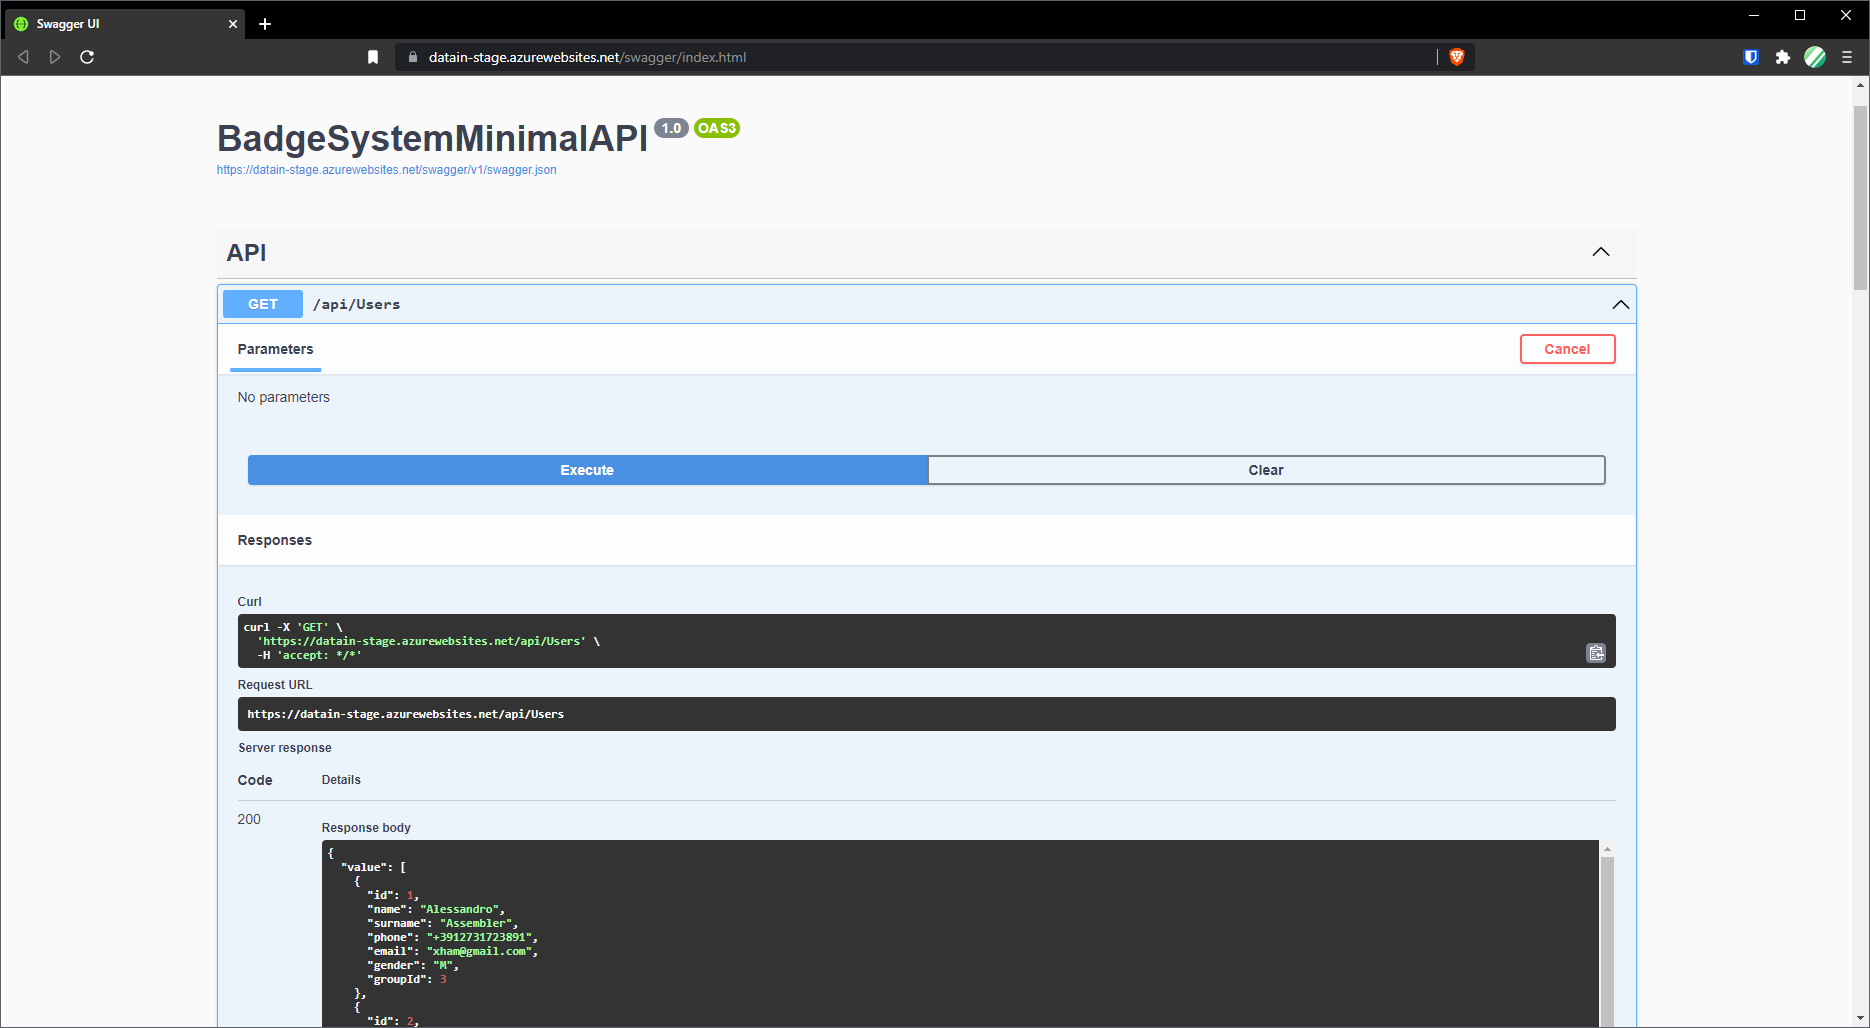 Swagger UI
datain-stage.azurewebsites.net/swagger/index.html
BadgeSystemMinimalAPI 1.0 OAS3
https://datain-stage.azurewebsites.net/swagger/v1/swagger.json
API
GET /api/Users
Parameters Cancel
No parameters
Execute Clear
Responses
Curl
curl -X 'GET' \
'https://datain-stage.azurewebsites.net/api/Users' \
-H 'accept: */*'
Request URL
https://datain-stage.azurewebsites.net/api/Users
Server response
Code Details
200
Response body
{
"value": [
{
"id": 1,
"name": "Alessandro",
"surname": "Assembler",
"phone": "+3912731723891",
"email": "xham@gmail.com",
"gender": "M",
"groupId": 3
},
{
"id": 2,